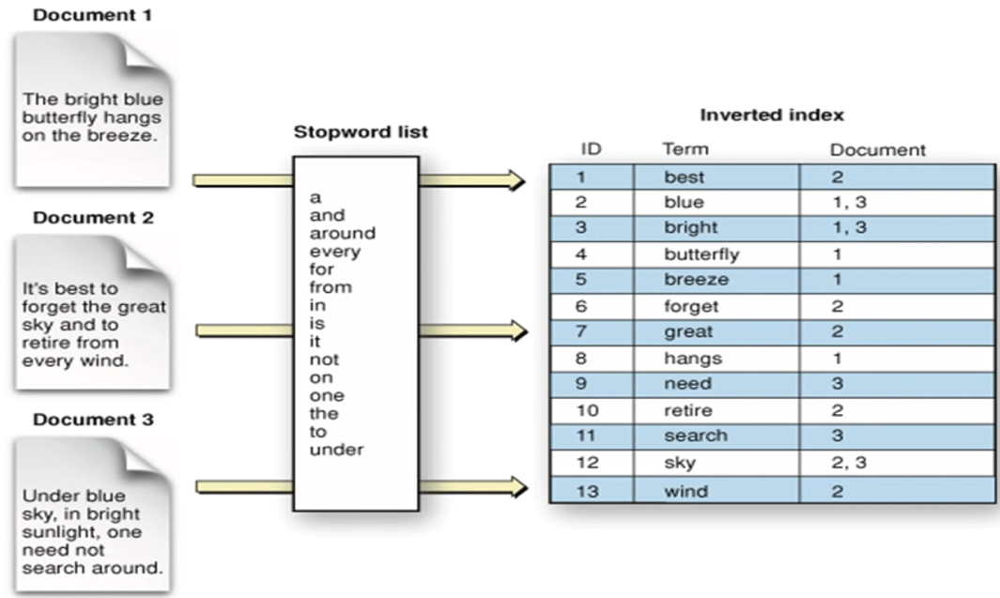 Document 1
The bright blue
butterfly hangs
on the breeze.
Document 2
It's best to
forget the great
sky and to
retire from
every wind.
Document 3
Under blue
sky, in bright
sunlight, one
need not
search around.
Stopword list
a
and
around
every
for
from
in
is
it
not
on
one
the
to
under
Inverted index
ID Term Document
1 best 2
2 blue 1, 3
3 bright 1, 3
4 butterfly 1
5 breeze 1
6 forget 2
7 great 2
8 hangs 1
9 need 3
10 retire 2
11 search 3
12 sky 2, 3
13 wind 2